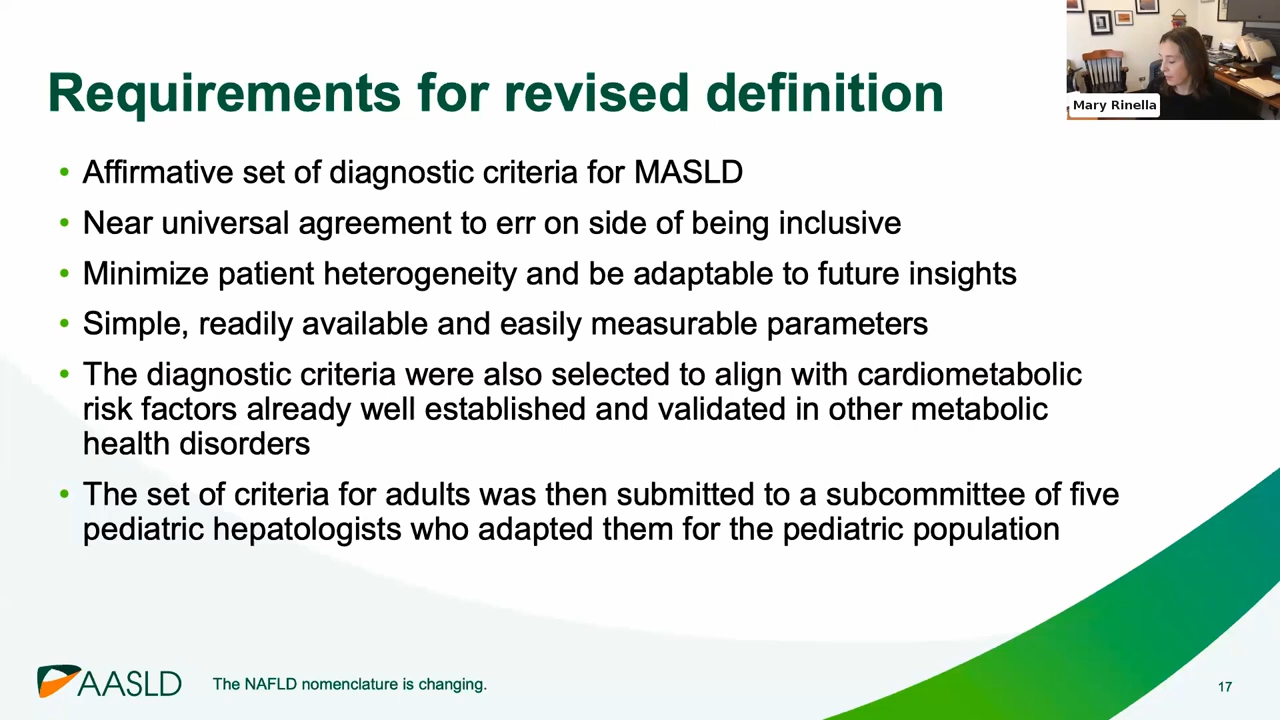 Requirements for revised definition
Mary Rinella
• Affirmative set of diagnostic criteria for MASLD
• Near universal agreement to err on side of being inclusive
• Minimize patient heterogeneity and be adaptable to future insights
• Simple, readily available and easily measurable parameters
• The diagnostic criteria were also selected to align with cardiometabolic
risk factors already well established and validated in other metabolic
health disorders
• The set of criteria for adults was then submitted to a subcommittee of five
pediatric hepatologists who adapted them for the pediatric population
AASLD
The NAFLD nomenclature is changing.
17